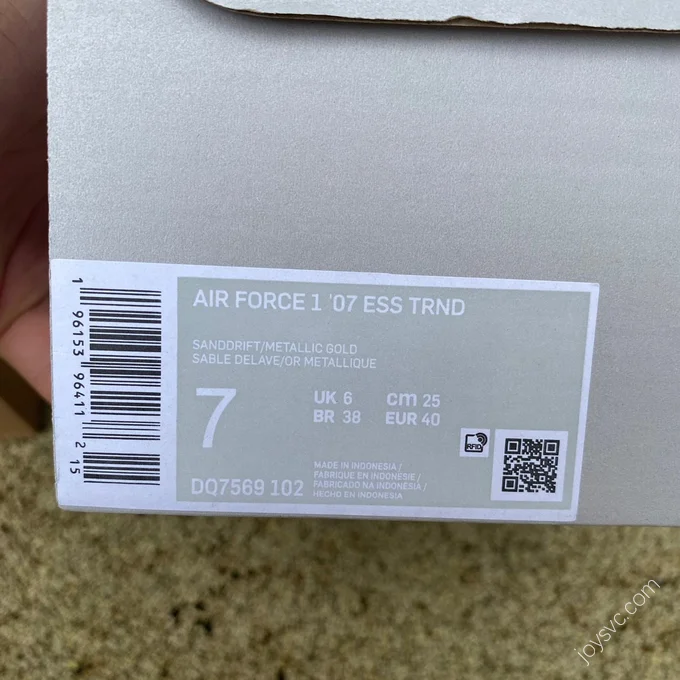 AIR FORCE 1 '07 ESS TRND
SANDDRIFT/METALLIC GOLD
SABLE DELAVE/OR METALLIQUE
7
UK 6 cm 25
BR 38 EUR 40
RFID
DQ7569 102
MADE IN INDONESIA /
FABRIQUE EN INDONESIE /
FABRICADO NA INDONÉSIA /
HECHO EN INDONESIA
1 96153 96411 2 15
joysvc.com